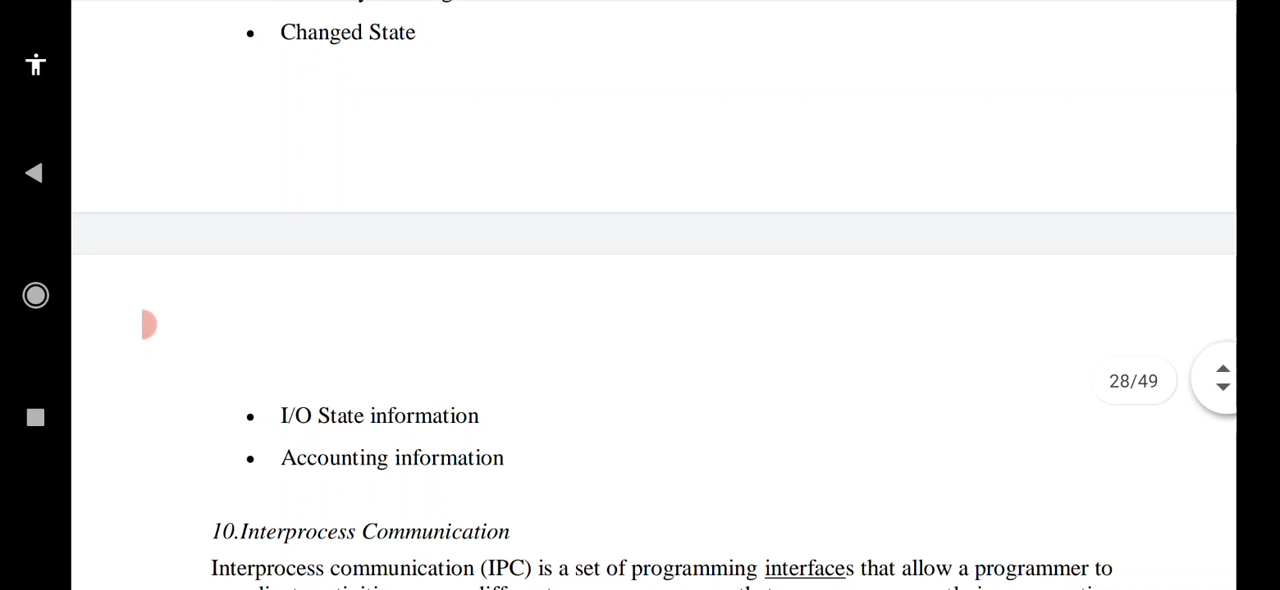 • Changed State
28/49
• I/O State information
• Accounting information
10.Interprocess Communication
Interprocess communication (IPC) is a set of programming interfaces that allow a programmer to